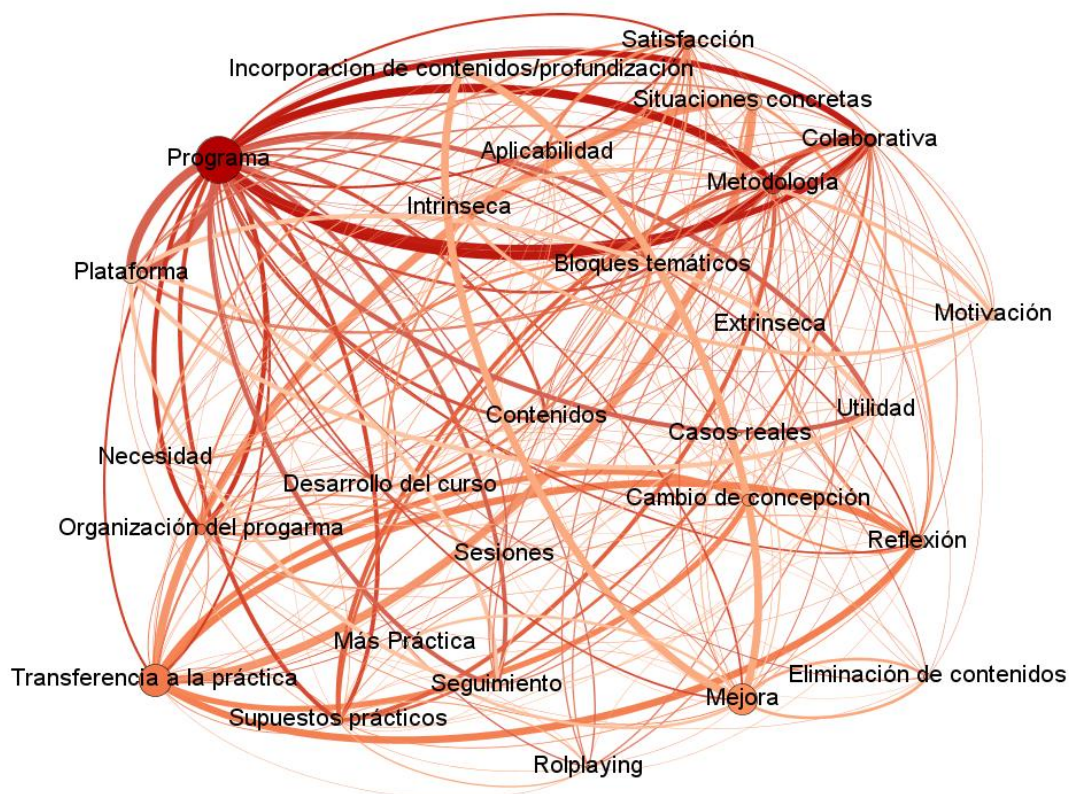 Satisfacción
Incorporacion de contenidos/profundización
Situaciones concretas
Colaborativa
Aplicabilidad
Programa
Metodología
Intrinseca
Bloques temáticos
Plataforma
Motivación
Extrinseca
Utilidad
Contenidos
Casos reales
Necesidad
Desarrollo del curso
Cambio de concepción
Organización del progarma
Reflexión
Sesiones
Más Práctica
Transferencia a la práctica
Seguimiento
Eliminación de contenidos
Mejora
Supuestos prácticos
Rolplaying